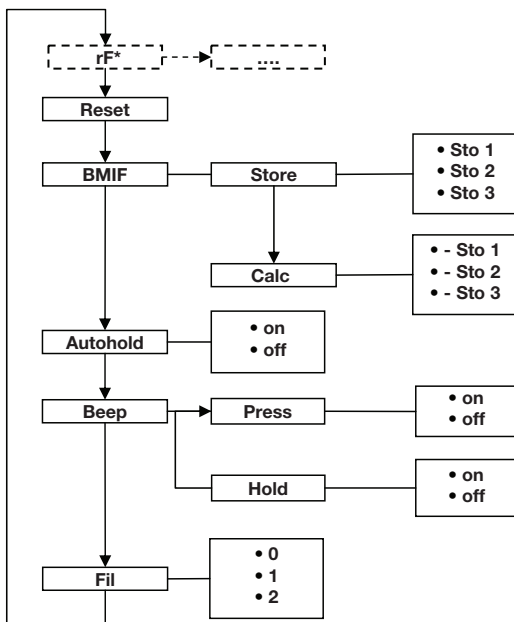 rF*
....
Reset
BMIF
Store
• Sto 1
• Sto 2
• Sto 3
Calc
• - Sto 1
• - Sto 2
• - Sto 3
Autohold
• on
• off
Beep
Press
• on
• off
Hold
• on
• off
Fil
• 0
• 1
• 2